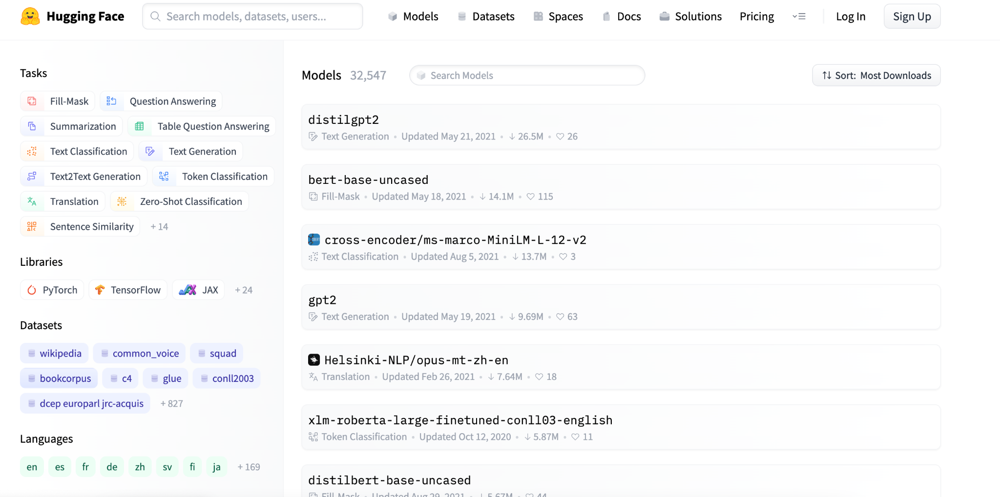 Hugging Face Search models, datasets, users... Models Datasets Spaces Docs Solutions Pricing Log In Sign Up
Tasks
Fill-Mask Question Answering
Summarization Table Question Answering
Text Classification Text Generation
Text2Text Generation Token Classification
Translation Zero-Shot Classification
Sentence Similarity + 14
Libraries
PyTorch TensorFlow JAX + 24
Datasets
wikipedia common_voice squad
bookcorpus c4 glue conll2003
dcep europarl jrc-acquis + 827
Languages
en es fr de zh sv fi ja + 169
Models 32,547 Search Models Sort: Most Downloads
distilgpt2
Text Generation • Updated May 21, 2021 • ↓ 26.5M • ♡ 26
bert-base-uncased
Fill-Mask • Updated May 18, 2021 • ↓ 14.1M • ♡ 115
cross-encoder/ms-marco-MiniLM-L-12-v2
Text Classification • Updated Aug 5, 2021 • ↓ 13.7M • ♡ 3
gpt2
Text Generation • Updated May 19, 2021 • ↓ 9.69M • ♡ 63
Helsinki-NLP/opus-mt-zh-en
Translation • Updated Feb 26, 2021 • ↓ 7.64M • ♡ 18
xlm-roberta-large-finetuned-conll03-english
Token Classification • Updated Oct 12, 2020 • ↓ 5.87M • ♡ 11
distilbert-base-uncased
Fill-Mask • Updated Aug 29, 2021 • ↓ 5.67M • ♡ 44